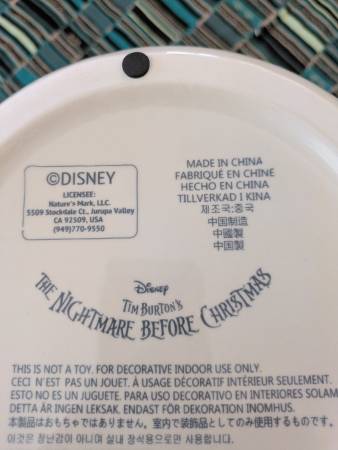 ©DISNEY
LICENSEE:
Nature's Mark, LLC.
5509 Stockdale Ct., Jurupa Valley
CA 92509, USA
(949)770-9550
MADE IN CHINA
FABRIQUÉ EN CHINE
HECHO EN CHINA
TILLVERKAD I KINA
제조국:중국
中国制造
中國製
中国製
Disney
TIM BURTON'S
THE NIGHTMARE BEFORE CHRISTMAS
THIS IS NOT A TOY. FOR DECORATIVE INDOOR USE ONLY.
CECI N'EST PAS UN JOUET. À USAGE DÉCORATIF INTÉRIEUR SEULEMENT.
ESTO NO ES UN JUGUETE. PARA USO DECORATIVO EN INTERIORES SOLAM
DETTA ÄR INGEN LEKSAK. ENDAST FÖR DEKORATION INOMHUS.
本製品はおもちゃではありません。室内で装飾品としてのみ使用するものです。
이것은 장난감이 아니며 실내 장식용으로만 사용합니다.